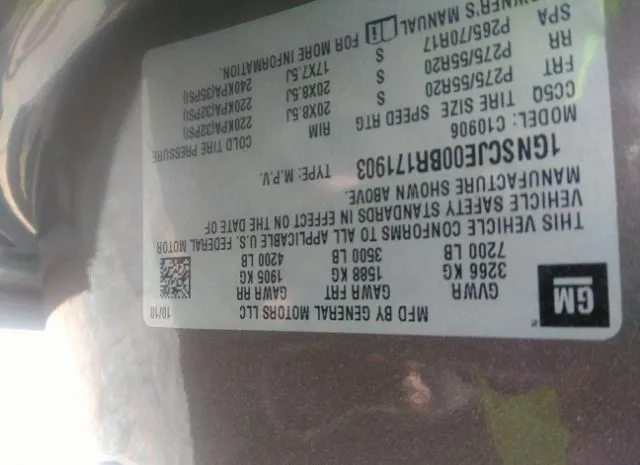 GM
MFD BY GENERAL MOTORS LLC 10/10
GVWR GAWR FRT GAWR RR
3266 KG 1588 KG 1905 KG
7200 LB 3500 LB 4200 LB
THIS VEHICLE CONFORMS TO ALL APPLICABLE U.S. FEDERAL MOTOR
VEHICLE SAFETY STANDARDS IN EFFECT ON THE DATE OF
MANUFACTURE SHOWN ABOVE.
1GNSCJE00BR171903 TYPE: M.P.V.
MODEL: C10906
CCSQ TIRE SIZE SPEED RTG RIM COLD TIRE PRESSURE
FRT P275/55R20 S 20X8.5J 220KPA(32PSI)
RR P275/55R20 S 20X8.5J 220KPA(32PSI)
SPA P265/70R17 S 17X7.5J 240KPA(35PSI)
OWNER'S MANUAL FOR MORE INFORMATION.